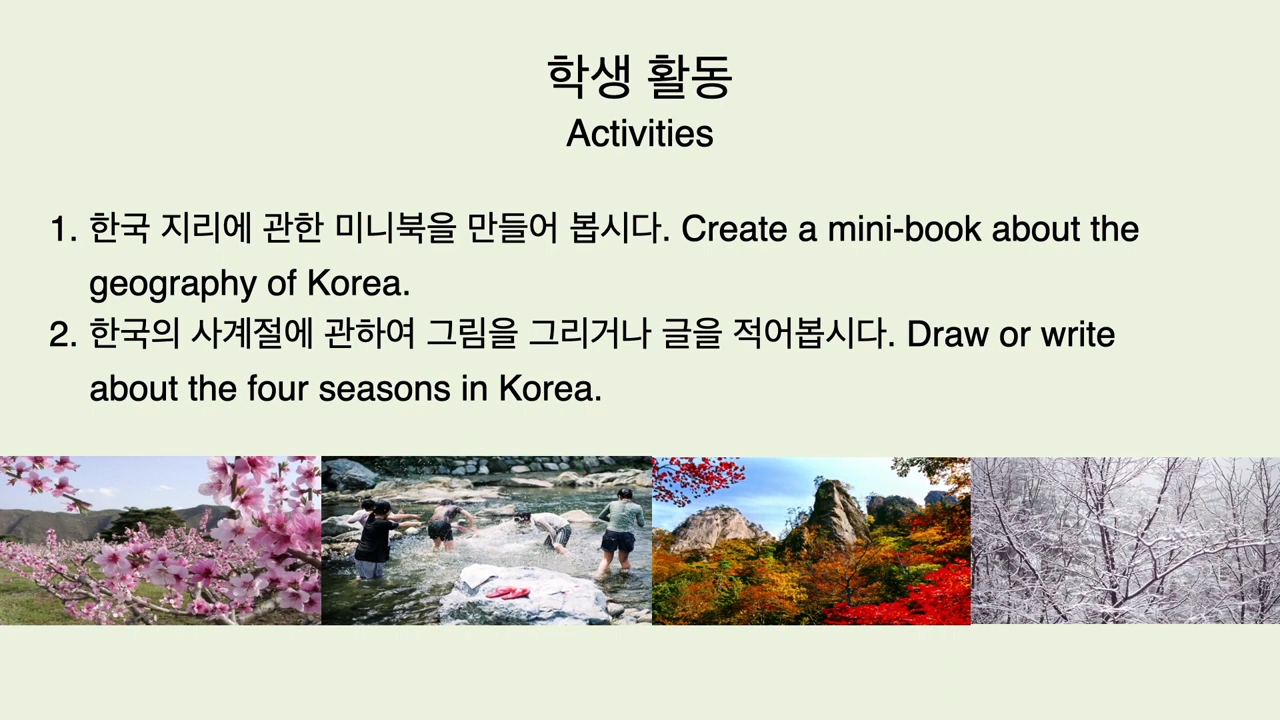 학생 활동
Activities
1. 한국 지리에 관한 미니북을 만들어 봅시다. Create a mini-book about the
geography of Korea.
2. 한국의 사계절에 관하여 그림을 그리거나 글을 적어봅시다. Draw or write
about the four seasons in Korea.